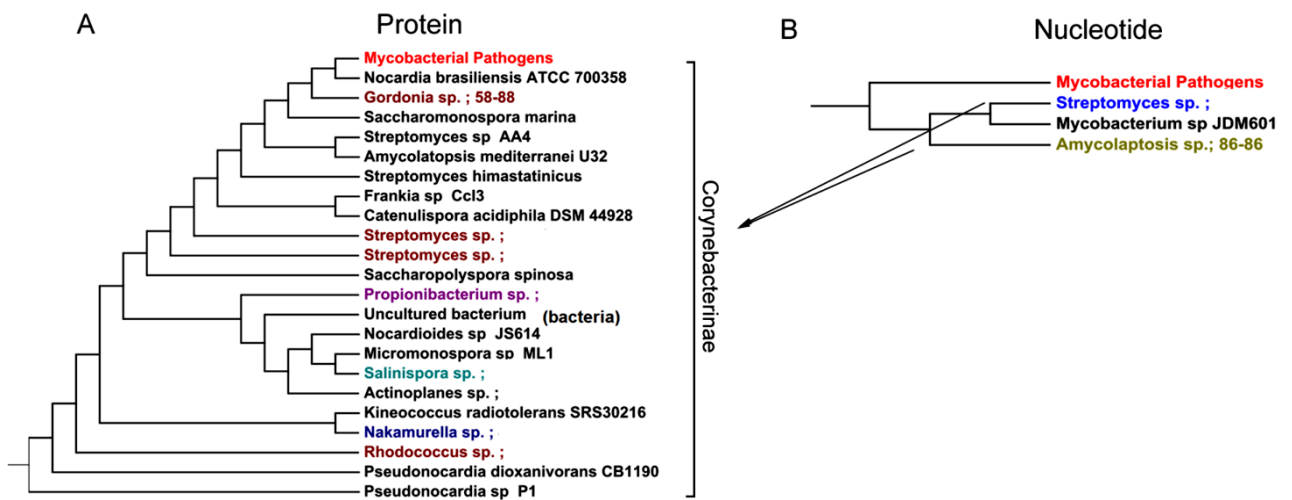 A
Protein
Mycobacterial Pathogens
Nocardia brasiliensis ATCC 700358
Gordonia sp. ; 58-88
Saccharomonospora marina
Streptomyces sp AA4
Amycolatopsis mediterranei U32
Streptomyces himastatinicus
Frankia sp CcI3
Catenulispora acidiphila DSM 44928
Streptomyces sp. ;
Streptomyces sp. ;
Saccharopolyspora spinosa
Propionibacterium sp. ;
Uncultured bacterium (bacteria)
Nocardioides sp JS614
Micromonospora sp ML1
Salinispora sp. ;
Actinoplanes sp. ;
Kineococcus radiotolerans SRS30216
Nakamurella sp. ;
Rhodococcus sp. ;
Pseudonocardia dioxanivorans CB1190
Pseudonocardia sp P1
Corynebacterinae
B
Nucleotide
Mycobacterial Pathogens
Streptomyces sp. ;
Mycobacterium sp JDM601
Amycolaptosis sp.; 86-86